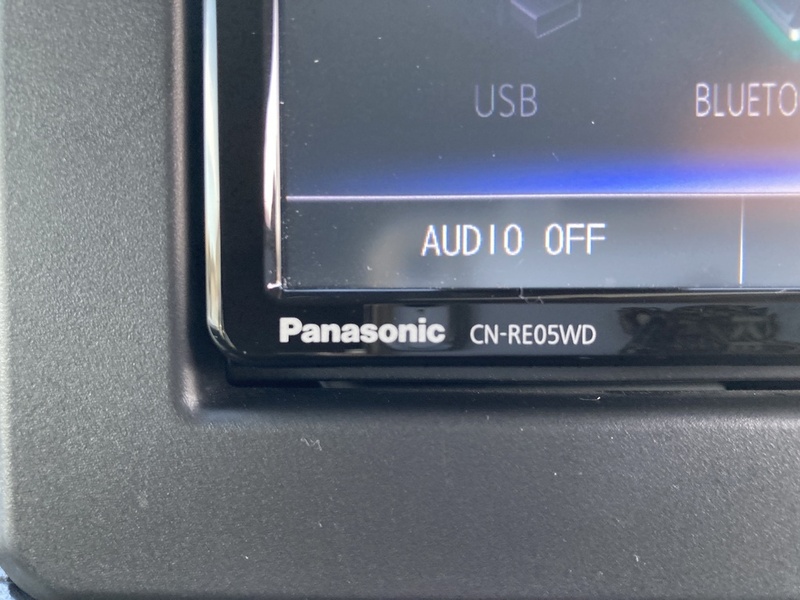 USB
BLUETO
AUDIO OFF
Panasonic CN-RE05WD